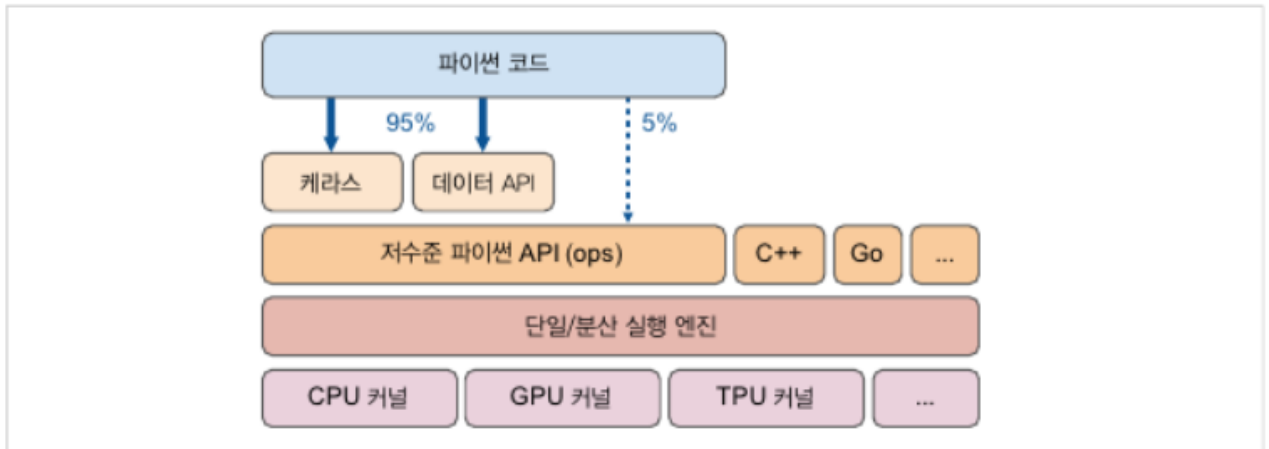 파이썬 코드
95%
5%
케라스
데이터 API
저수준 파이썬 API (ops)
C++
Go
...
단일/분산 실행 엔진
CPU 커널
GPU 커널
TPU 커널
...